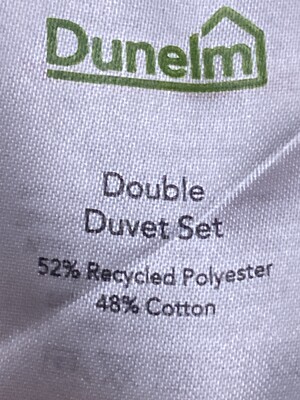 Dunelm
Double
Duvet Set
52% Recycled Polyester
48% Cotton